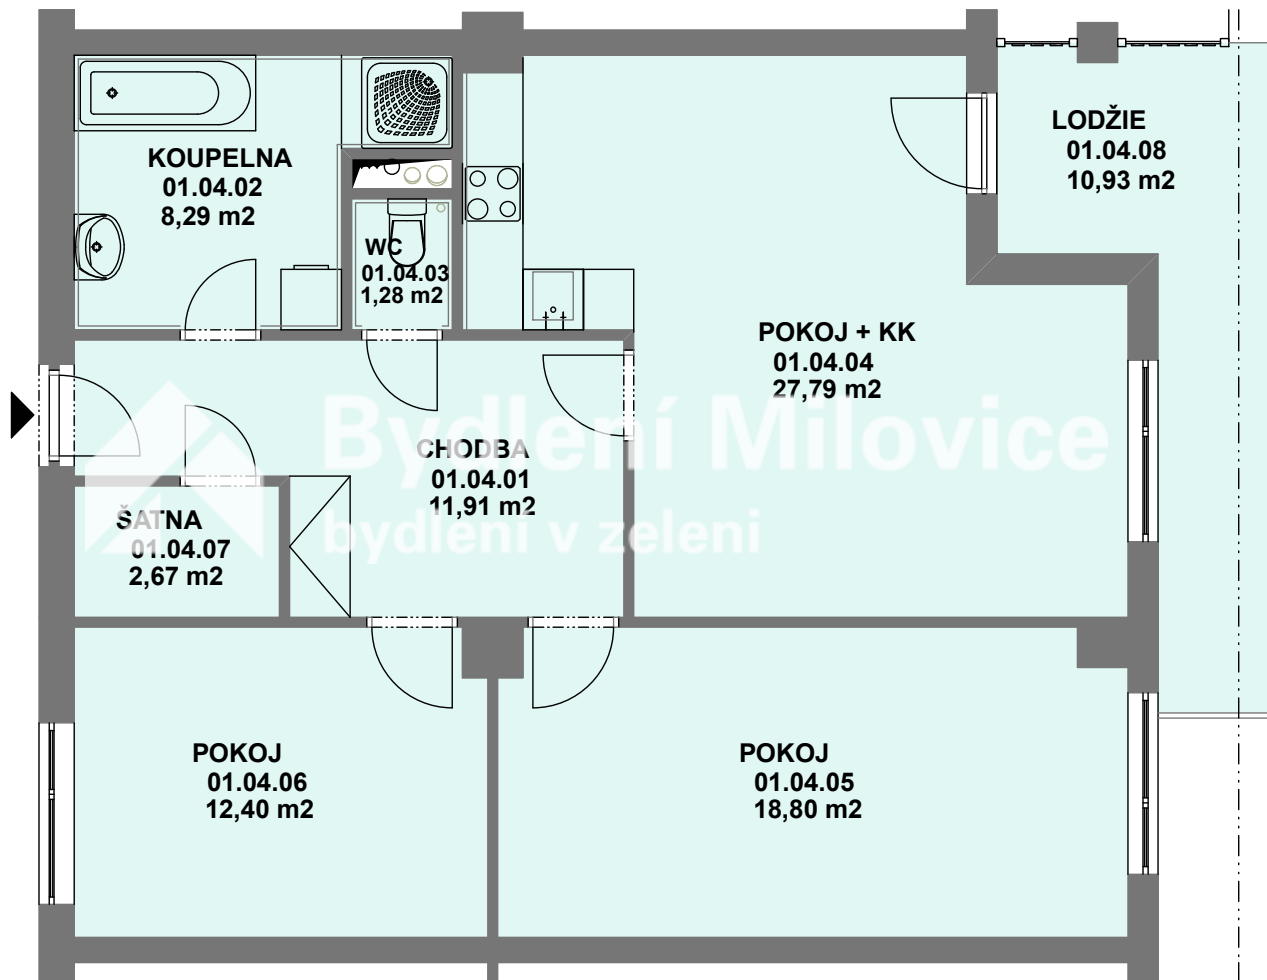 KOUPELNA
01.04.02
8,29 m2
WC
01.04.03
1,28 m2
LODŽIE
01.04.08
10,93 m2
POKOJ + KK
01.04.04
27,79 m2
CHODBA
01.04.01
11,91 m2
ŠATNA
01.04.07
2,67 m2
Bydlení Milovice
bydlení v zeleni
POKOJ
01.04.06
12,40 m2
POKOJ
01.04.05
18,80 m2